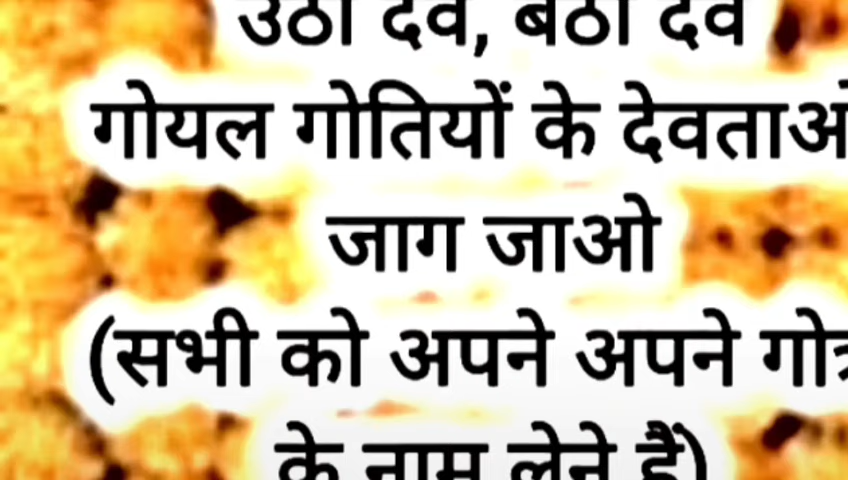 उठो देव, बैठो देव
गोयल गोतियों के देवताओ
जाग जाओ
(सभी को अपने अपने गोत्र
के नाम लेने हैं)